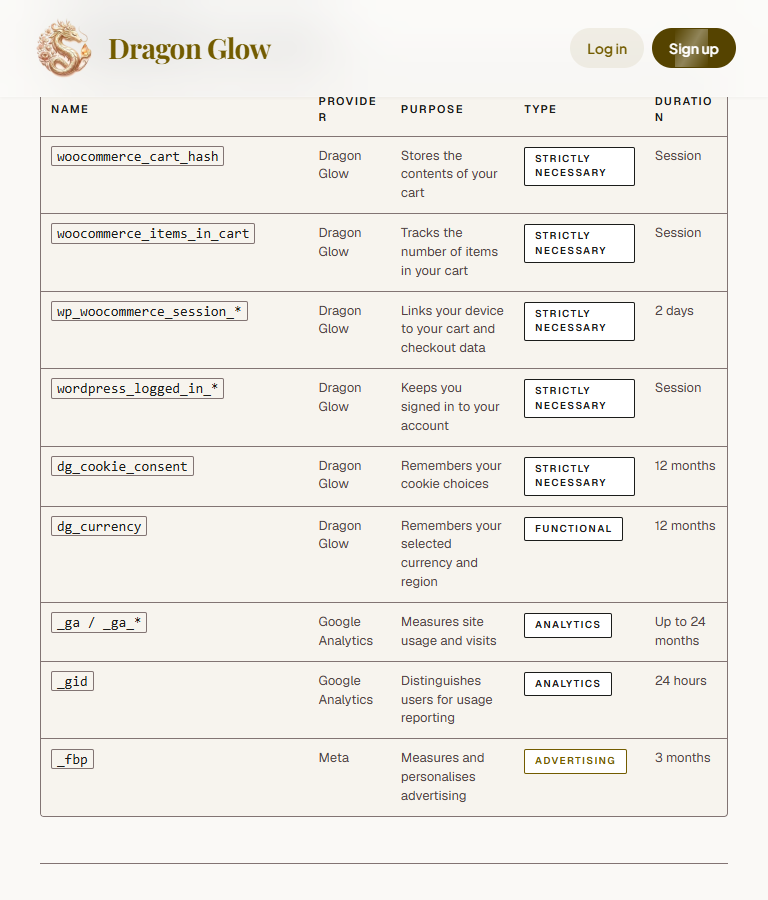 Dragon Glow
Log in
Sign up
NAME
PROVIDE
R
PURPOSE
TYPE
DURATIO
N
woocommerce_cart_hash
Dragon
Glow
Stores the
contents of your
cart
STRICTLY
NECESSARY
Session
woocommerce_items_in_cart
Dragon
Glow
Tracks the
number of items
in your cart
STRICTLY
NECESSARY
Session
wp_woocommerce_session_*
Dragon
Glow
Links your device
to your cart and
checkout data
STRICTLY
NECESSARY
2 days
wordpress_logged_in_*
Dragon
Glow
Keeps you
signed in to your
account
STRICTLY
NECESSARY
Session
dg_cookie_consent
Dragon
Glow
Remembers your
cookie choices
STRICTLY
NECESSARY
12 months
dg_currency
Dragon
Glow
Remembers your
selected
currency and
region
FUNCTIONAL
12 months
_ga / _ga_*
Google
Analytics
Measures site
usage and visits
ANALYTICS
Up to 24
months
_gid
Google
Analytics
Distinguishes
users for usage
reporting
ANALYTICS
24 hours
_fbp
Meta
Measures and
personalises
advertising
ADVERTISING
3 months